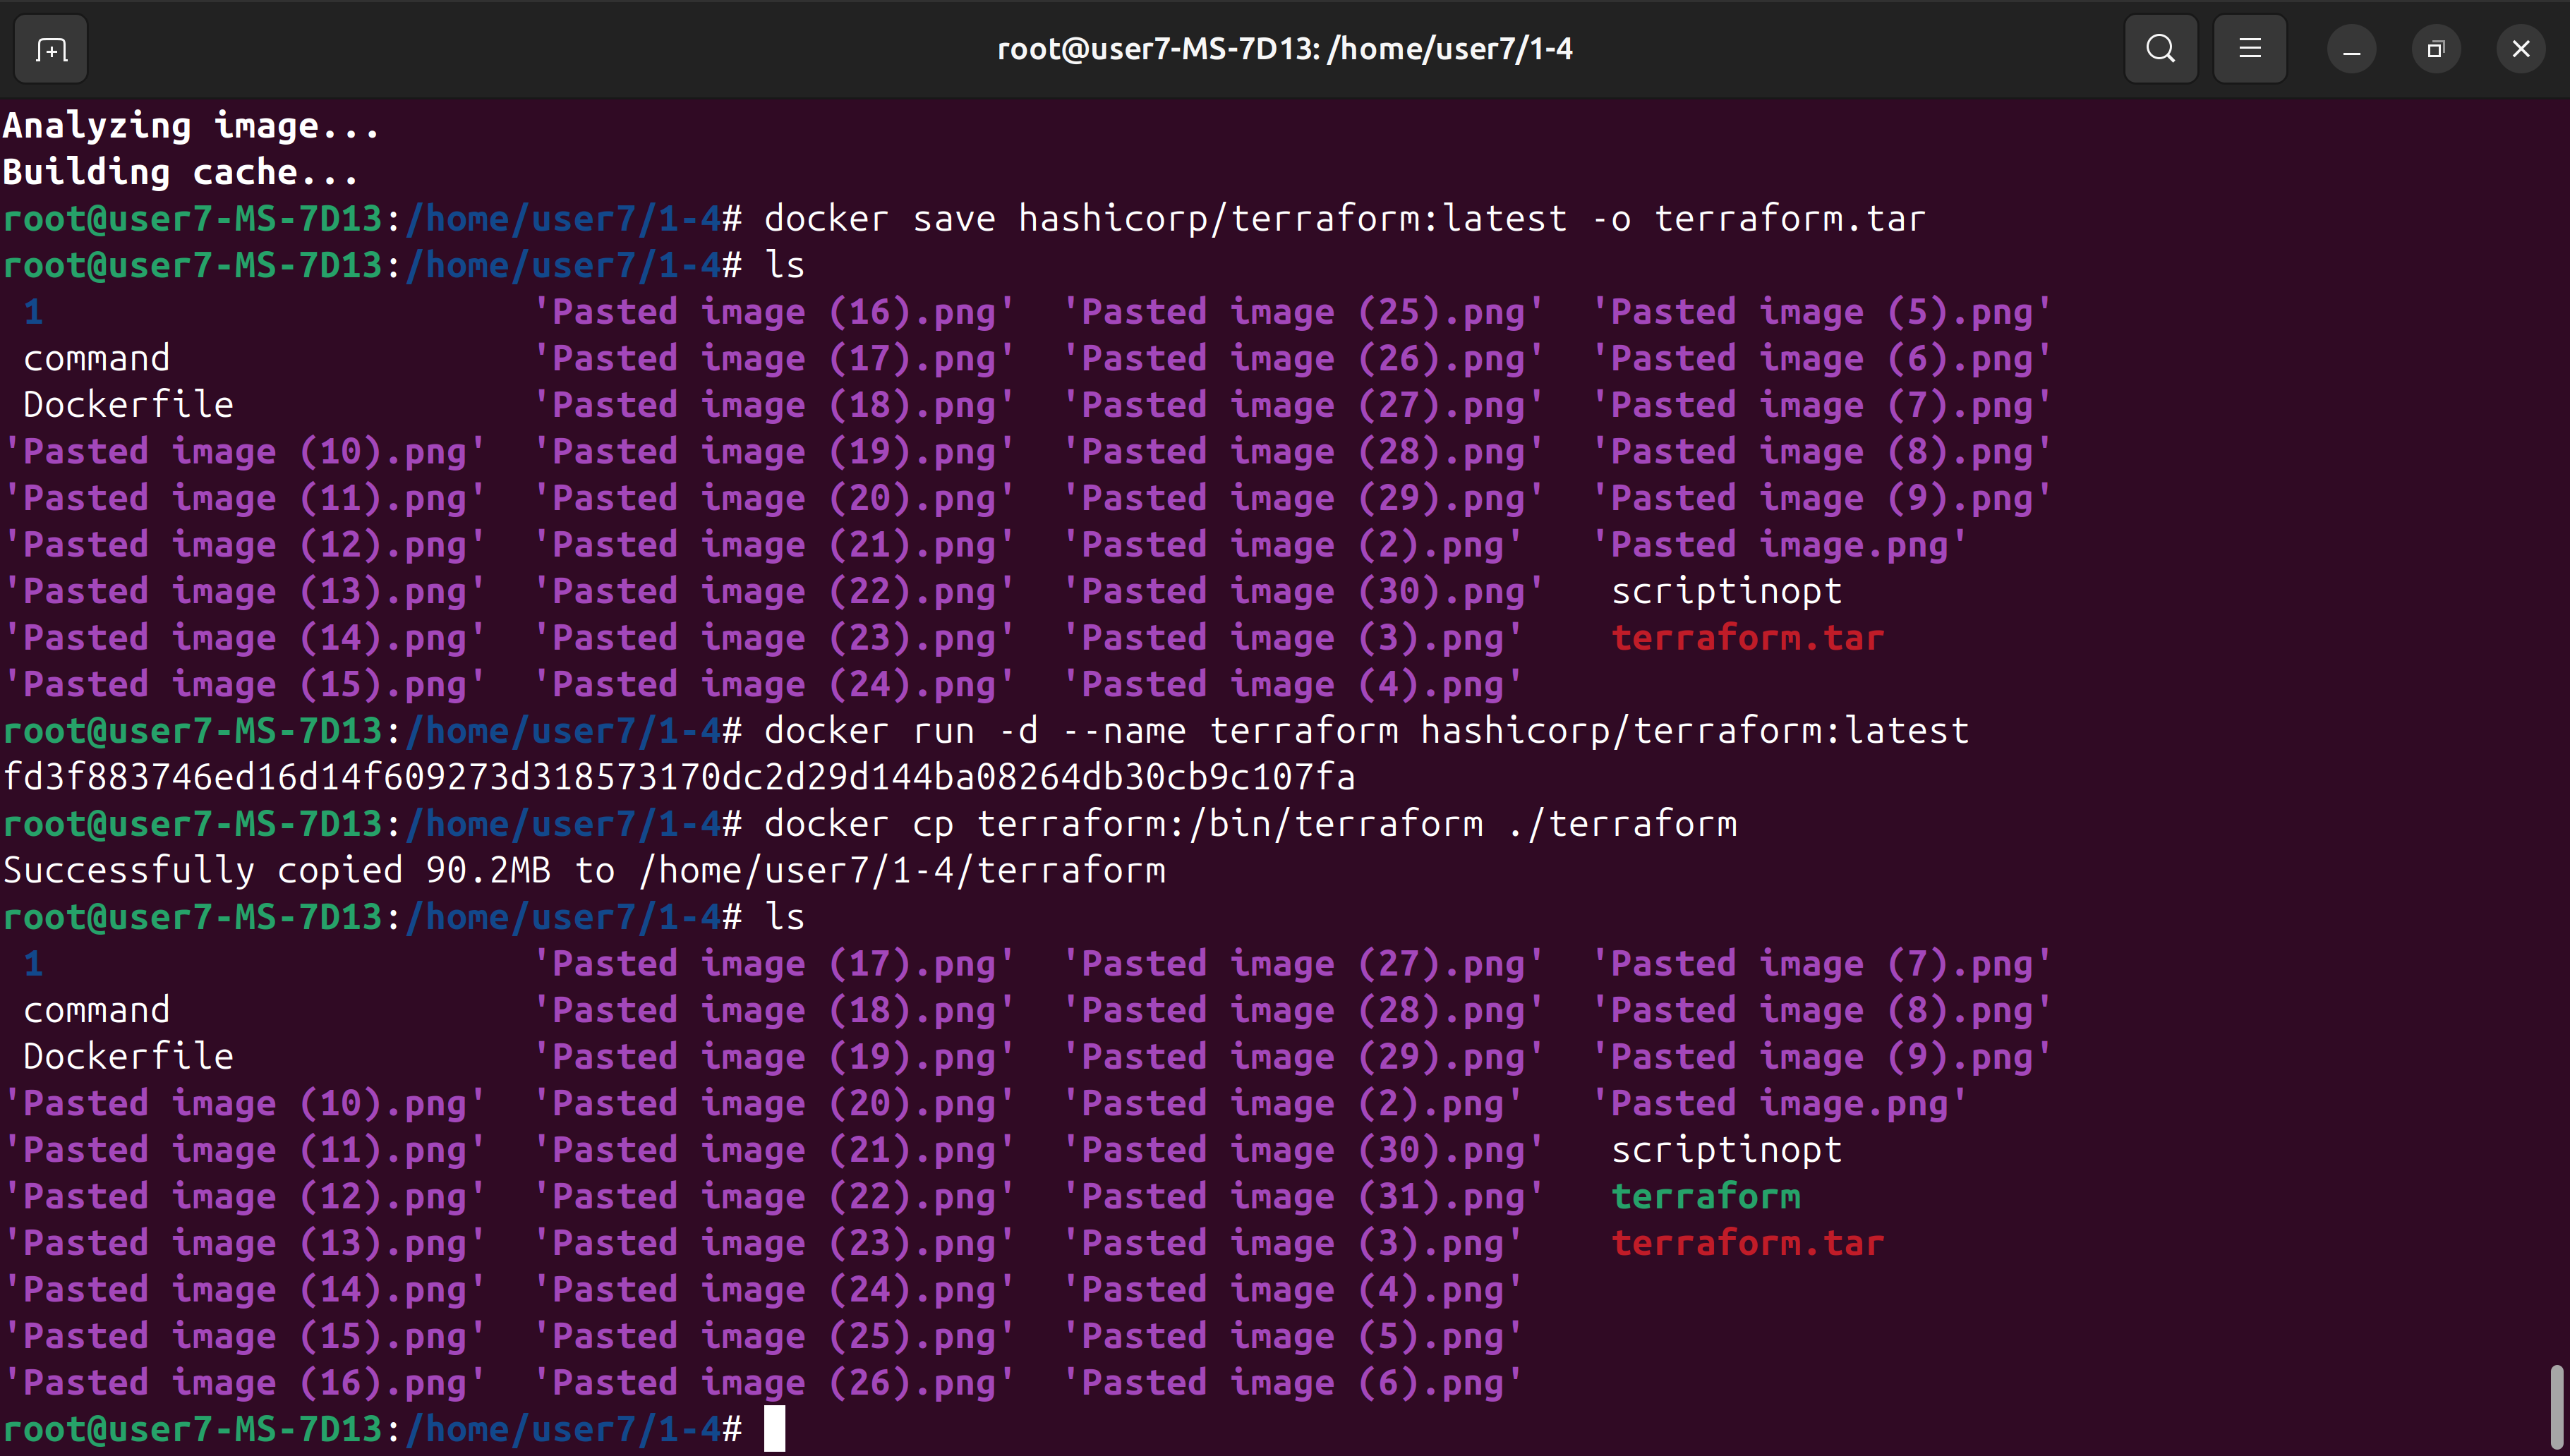 root@user7-MS-7D13: /home/user7/1-4
Analyzing image...
Building cache...
root@user7-MS-7D13:/home/user7/1-4# docker save hashicorp/terraform:latest -o terraform.tar
root@user7-MS-7D13:/home/user7/1-4# ls
1 'Pasted image (16).png' 'Pasted image (25).png' 'Pasted image (5).png'
command 'Pasted image (17).png' 'Pasted image (26).png' 'Pasted image (6).png'
Dockerfile 'Pasted image (18).png' 'Pasted image (27).png' 'Pasted image (7).png'
'Pasted image (10).png' 'Pasted image (19).png' 'Pasted image (28).png' 'Pasted image (8).png'
'Pasted image (11).png' 'Pasted image (20).png' 'Pasted image (29).png' 'Pasted image (9).png'
'Pasted image (12).png' 'Pasted image (21).png' 'Pasted image (2).png' 'Pasted image.png'
'Pasted image (13).png' 'Pasted image (22).png' 'Pasted image (30).png' scriptinopt
'Pasted image (14).png' 'Pasted image (23).png' 'Pasted image (3).png' terraform.tar
'Pasted image (15).png' 'Pasted image (24).png' 'Pasted image (4).png'
root@user7-MS-7D13:/home/user7/1-4# docker run -d --name terraform hashicorp/terraform:latest
fd3f883746ed16d14f609273d318573170dc2d29d144ba08264db30cb9c107fa
root@user7-MS-7D13:/home/user7/1-4# docker cp terraform:/bin/terraform ./terraform
Successfully copied 90.2MB to /home/user7/1-4/terraform
root@user7-MS-7D13:/home/user7/1-4# ls
1 'Pasted image (17).png' 'Pasted image (27).png' 'Pasted image (7).png'
command 'Pasted image (18).png' 'Pasted image (28).png' 'Pasted image (8).png'
Dockerfile 'Pasted image (19).png' 'Pasted image (29).png' 'Pasted image (9).png'
'Pasted image (10).png' 'Pasted image (20).png' 'Pasted image (2).png' 'Pasted image.png'
'Pasted image (11).png' 'Pasted image (21).png' 'Pasted image (30).png' scriptinopt
'Pasted image (12).png' 'Pasted image (22).png' 'Pasted image (31).png' terraform
'Pasted image (13).png' 'Pasted image (23).png' 'Pasted image (3).png' terraform.tar
'Pasted image (14).png' 'Pasted image (24).png' 'Pasted image (4).png'
'Pasted image (15).png' 'Pasted image (25).png' 'Pasted image (5).png'
'Pasted image (16).png' 'Pasted image (26).png' 'Pasted image (6).png'
root@user7-MS-7D13:/home/user7/1-4#